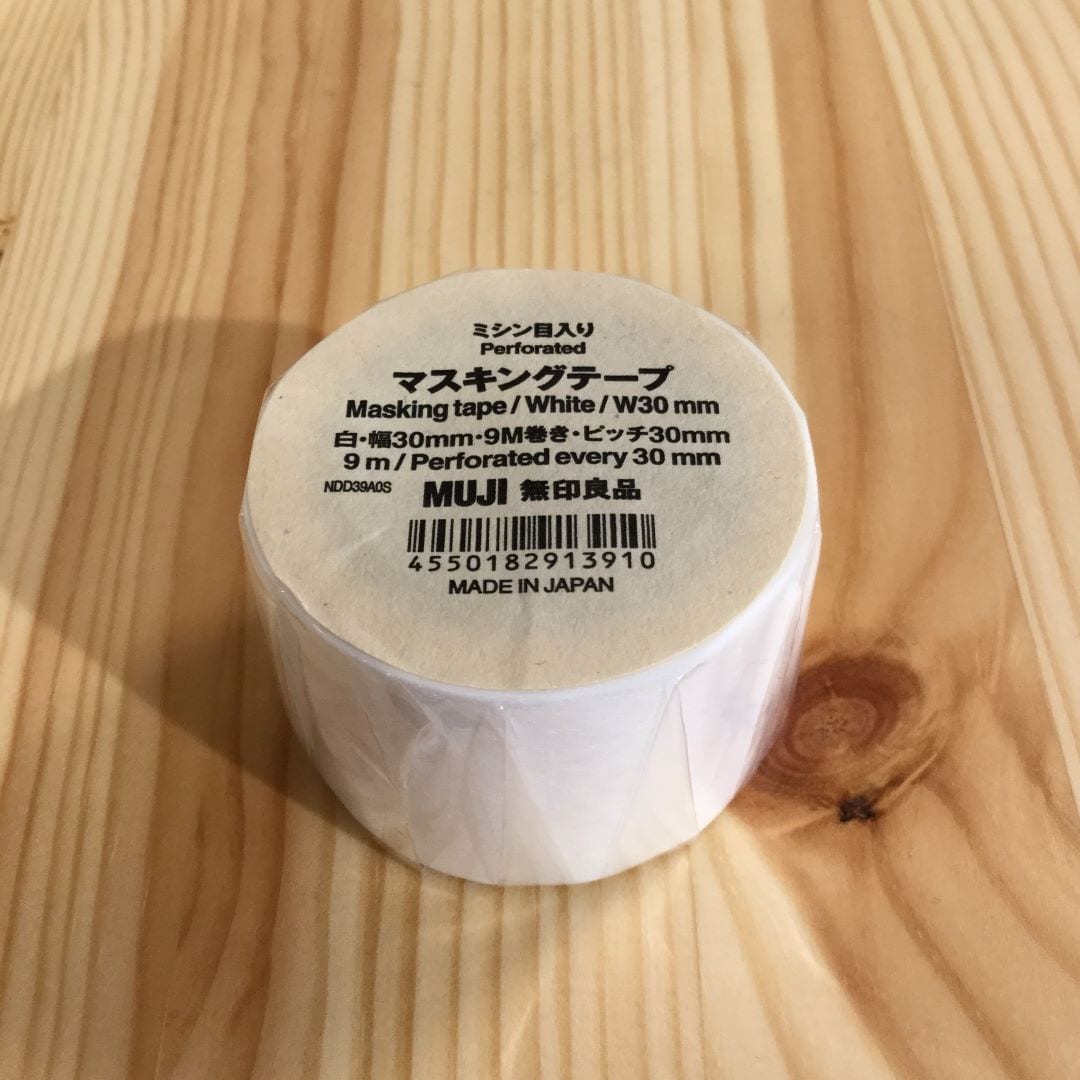 ミシン目入り
Perforated
マスキングテープ
Masking tape / White / W30 mm
白・幅30mm・9M巻き・ピッチ30mm
9 m / Perforated every 30 mm
NDD39A0S MUJI 無印良品
4550182913910
MADE IN JAPAN